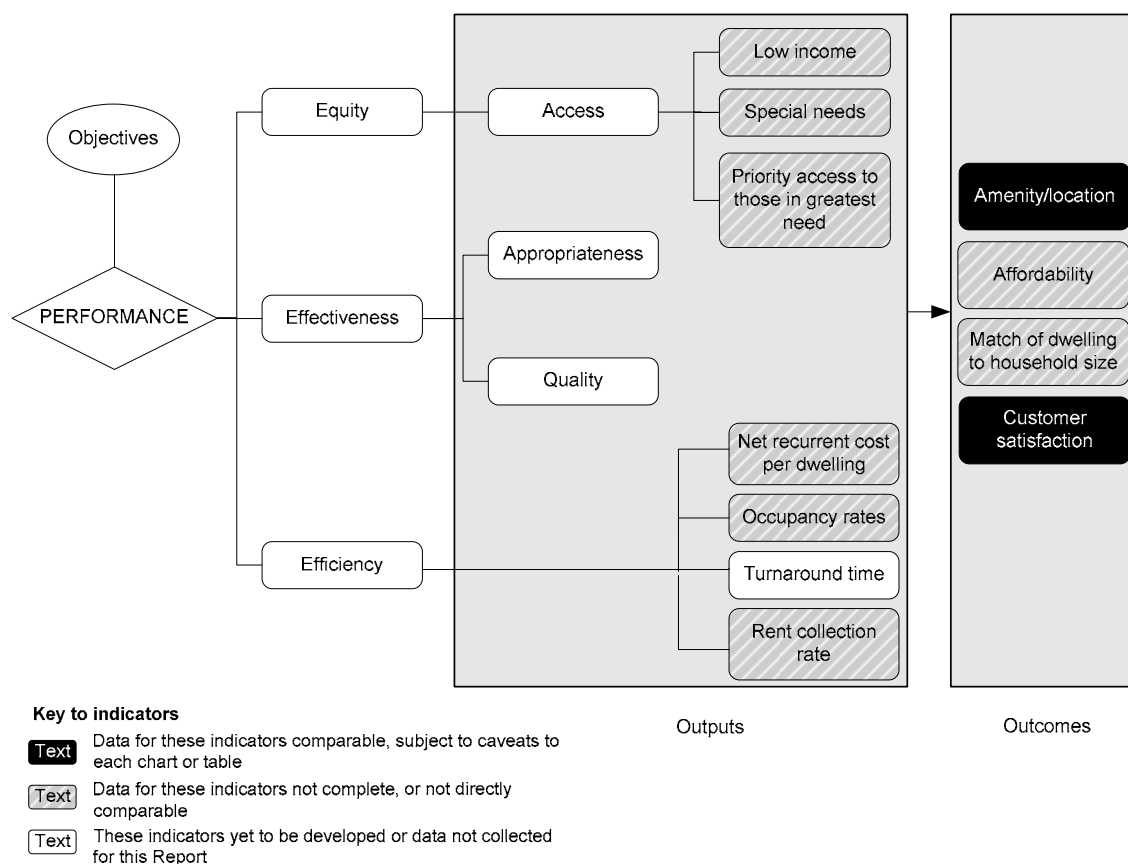 Objectives
PERFORMANCE
Equity
Effectiveness
Efficiency
Access
Appropriateness
Quality
Low income
Special needs
Priority access to
those in greatest
need
Net recurrent cost
per dwelling
Occupancy rates
Turnaround time
Rent collection
rate
Amenity/location
Affordability
Match of dwelling
to household size
Customer
satisfaction
Outputs
Outcomes
Key to indicators
Text
Data for these indicators comparable, subject to caveats to
each chart or table
Text
Data for these indicators not complete, or not directly
comparable
Text
These indicators yet to be developed or data not collected
for this Report